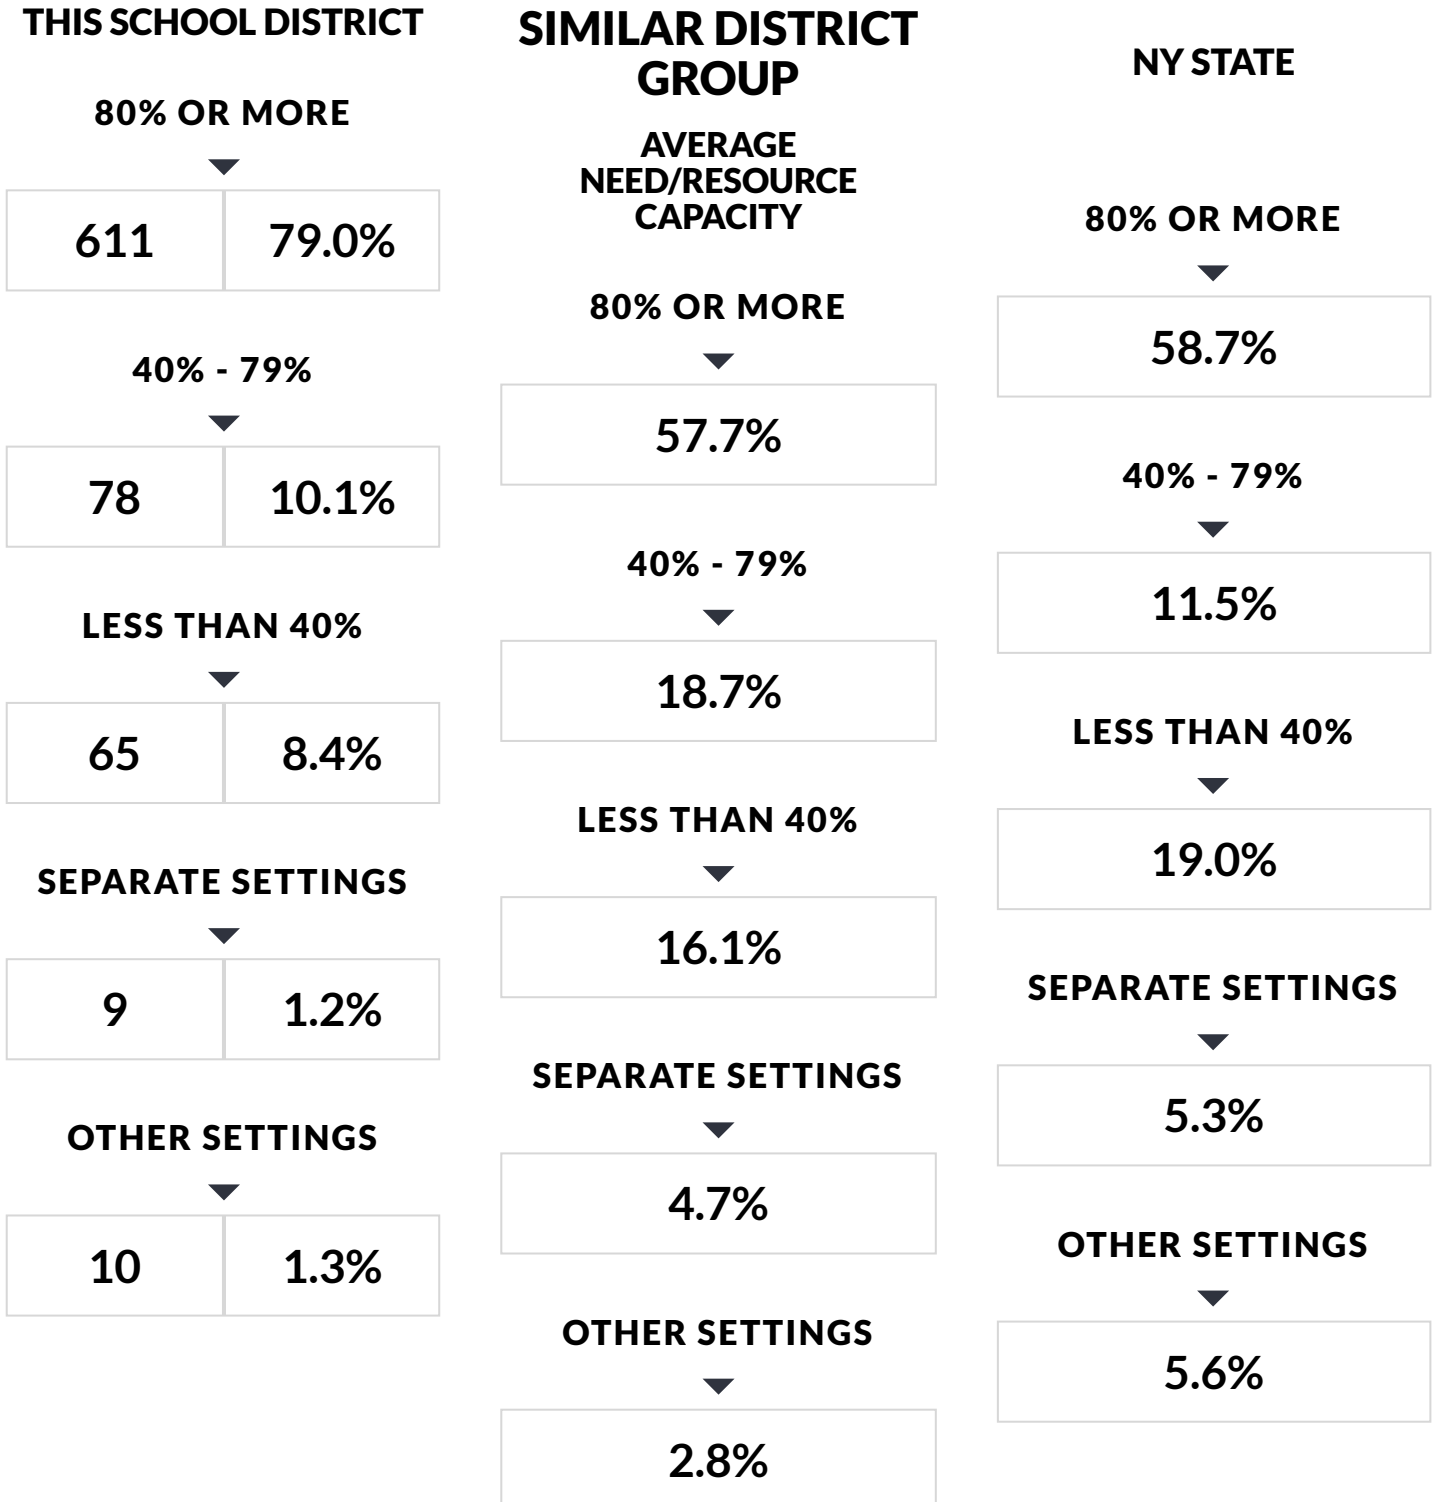 THIS SCHOOL DISTRICT
80% OR MORE
611 79.0%
40% - 79%
78 10.1%
LESS THAN 40%
65 8.4%
SEPARATE SETTINGS
9 1.2%
OTHER SETTINGS
10 1.3%
SIMILAR DISTRICT
GROUP
AVERAGE
NEED/RESOURCE
CAPACITY
80% OR MORE
57.7%
40% - 79%
18.7%
LESS THAN 40%
16.1%
SEPARATE SETTINGS
4.7%
OTHER SETTINGS
2.8%
NY STATE
80% OR MORE
58.7%
40% - 79%
11.5%
LESS THAN 40%
19.0%
SEPARATE SETTINGS
5.3%
OTHER SETTINGS
5.6%